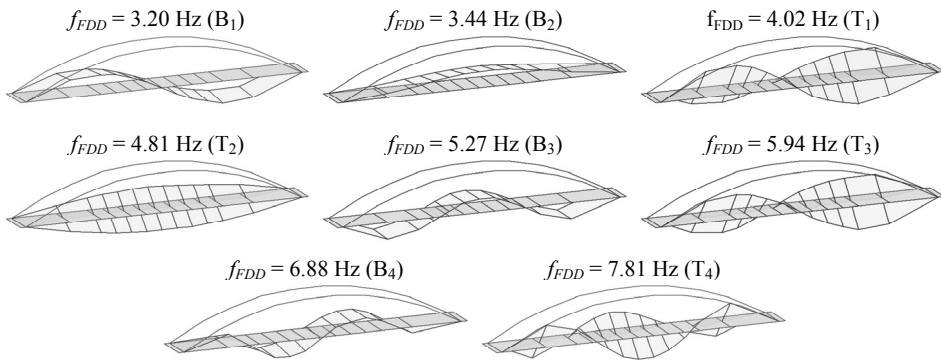 f_FDD = 3.20 Hz (B₁)
f_FDD = 3.44 Hz (B₂)
f_FDD = 4.02 Hz (T₁)
f_FDD = 4.81 Hz (T₂)
f_FDD = 5.27 Hz (B₃)
f_FDD = 5.94 Hz (T₃)
f_FDD = 6.88 Hz (B₄)
f_FDD = 7.81 Hz (T₄)